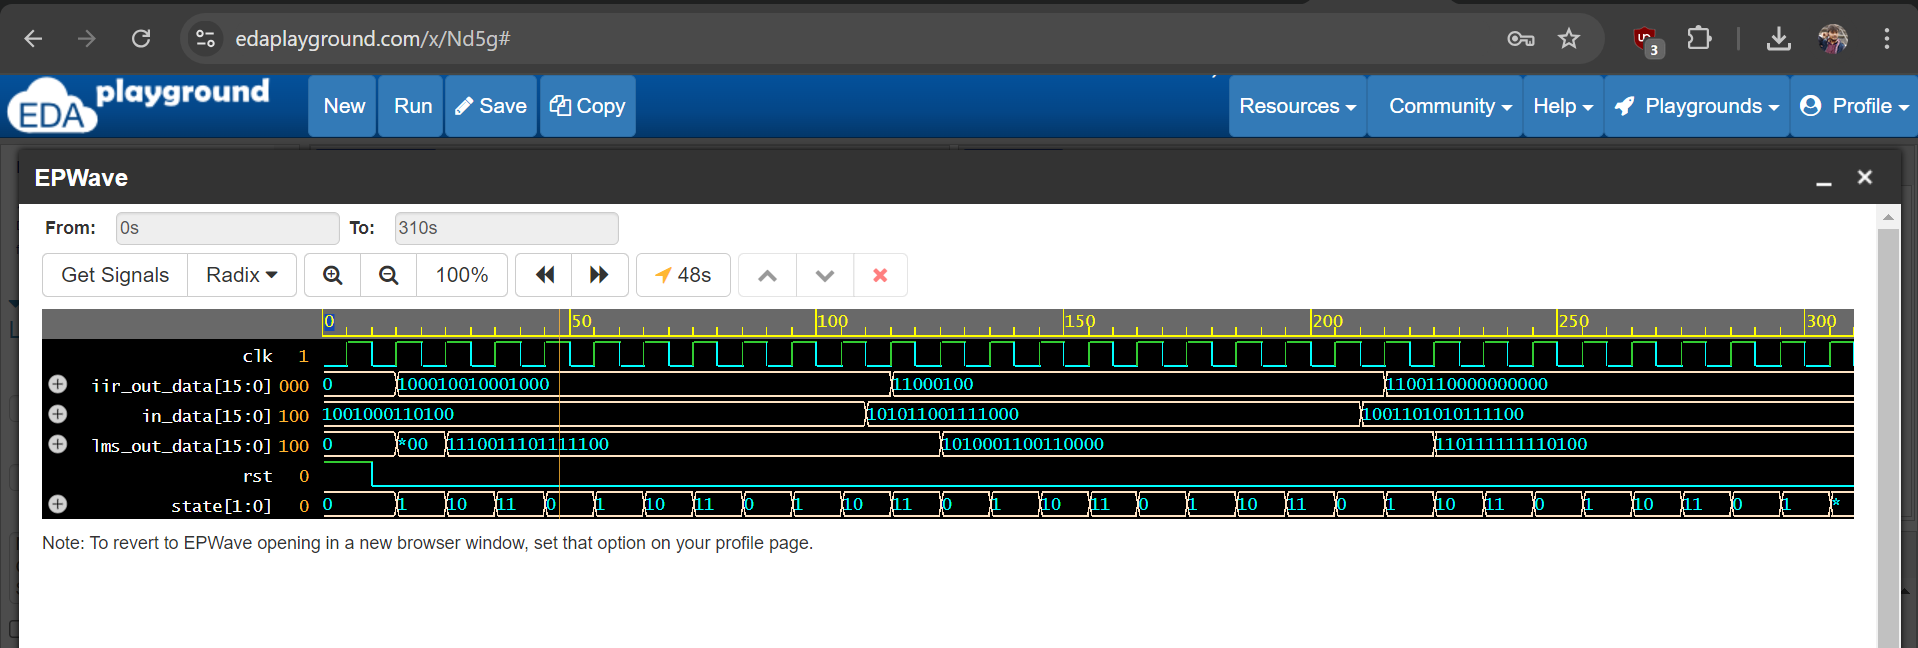 edaplayground.com/x/Nd5g#
3
EDA playground New Run Save Copy Resources Community Help Playgrounds Profile
EPWave
From: 0s To: 310s
Get Signals Radix 100% 48s
0 50 100 150 200 250 300
clk 1
iir_out_data[15:0] 000 0 100010010001000 11000100 1100110000000000
in_data[15:0] 100 1001000110100 101011001111000 1001101010111100
lms_out_data[15:0] 100 0 *00 1110011101111100 1010001100110000 110111111110100
rst 0
state[1:0] 0 0 1 10 11 0 1 10 11 0 1 10 11 0 1 10 11 0 1 10 11 0 1 10 11 0 1 10 11 0 1 *
Note: To revert to EPWave opening in a new browser window, set that option on your profile page.